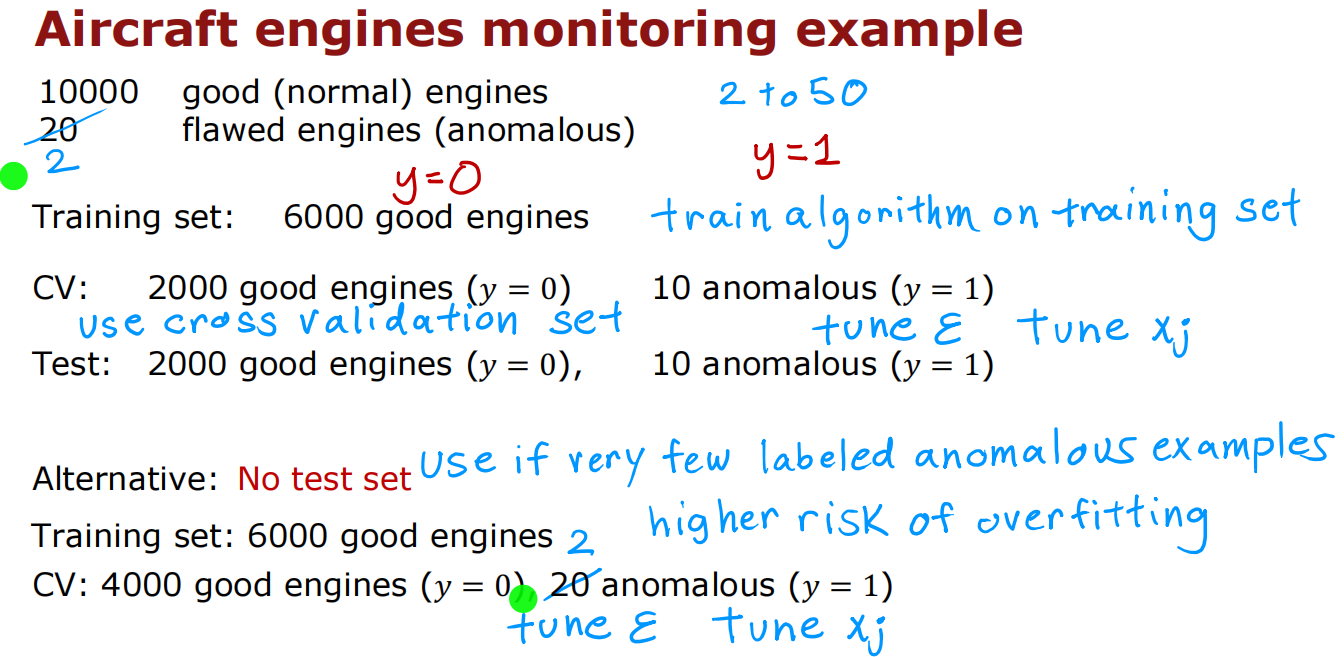 Aircraft engines monitoring example
10000 good (normal) engines 2 to 50
20 flawed engines (anomalous)
2 y=0 y=1
Training set: 6000 good engines train algorithm on training set
CV: 2000 good engines (y = 0) 10 anomalous (y = 1)
use cross validation set tune ε tune xj
Test: 2000 good engines (y = 0), 10 anomalous (y = 1)
Alternative: No test set use if very few labeled anomalous examples
higher risk of overfitting
Training set: 6000 good engines 2
CV: 4000 good engines (y = 0), 20 anomalous (y = 1)
tune ε tune xj